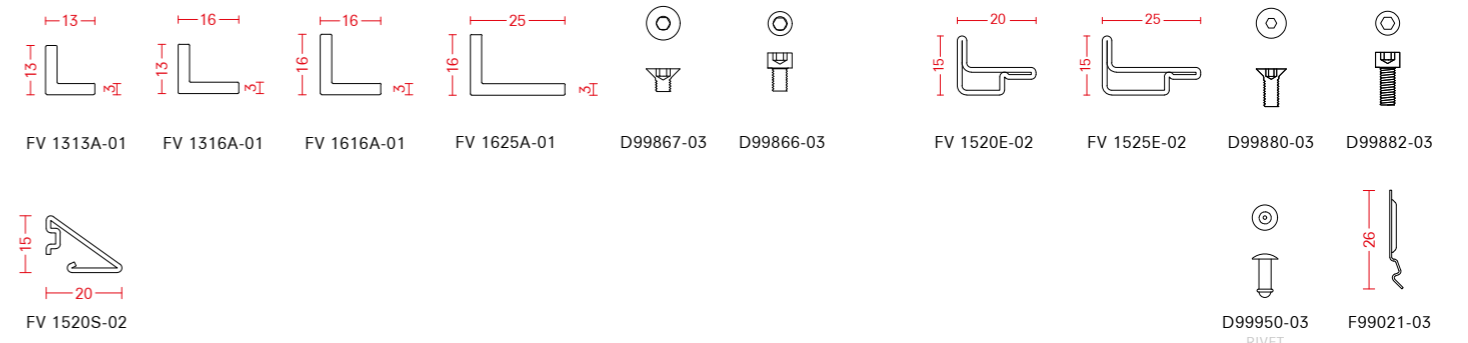 13 16 16 25 20 25
13 3 13 3 16 3 16 3 15 15
FV 1313A-01 FV 1316A-01 FV 1616A-01 FV 1625A-01 D99867-03 D99866-03 FV 1520E-02 FV 1525E-02 D99880-03 D99882-03
15 26
20
FV 1520S-02 D99950-03 F99021-03
RIVET